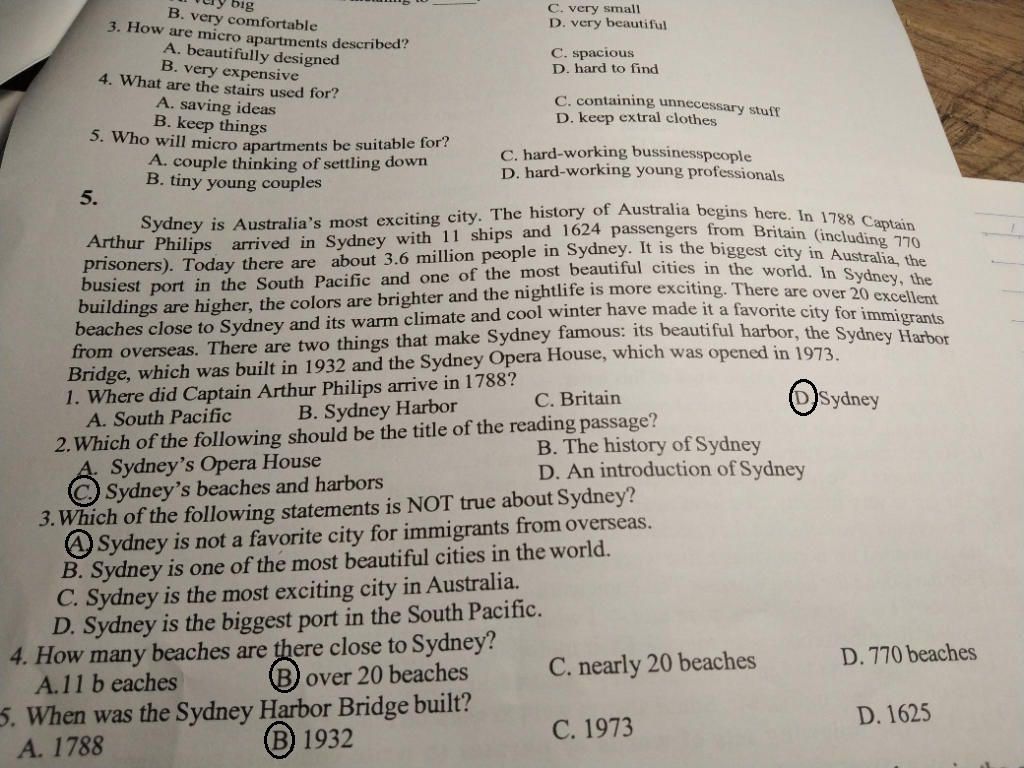 very big
B. very comfortable
C. very small
D. very beautiful
3. How are micro apartments described?
A. beautifully designed
B. very expensive
C. spacious
D. hard to find
4. What are the stairs used for?
A. saving ideas
B. keep things
C. containing unnecessary stuff
D. keep extral clothes
5. Who will micro apartments be suitable for?
A. couple thinking of settling down
B. tiny young couples
C. hard-working bussinesspeople
D. hard-working young professionals
5.
Sydney is Australia's most exciting city. The history of Australia begins here. In 1788 Captain
Arthur Philips arrived in Sydney with 11 ships and 1624 passengers from Britain (including 770
prisoners). Today there are about 3.6 million people in Sydney. It is the biggest city in Australia, the
busiest port in the South Pacific and one of the most beautiful cities in the world. In Sydney, the
buildings are higher, the colors are brighter and the nightlife is more exciting. There are over 20 excellent
beaches close to Sydney and its warm climate and cool winter have made it a favorite city for immigrants
from overseas. There are two things that make Sydney famous: its beautiful harbor, the Sydney Harbor
Bridge, which was built in 1932 and the Sydney Opera House, which was opened in 1973.
1. Where did Captain Arthur Philips arrive in 1788?
A. South Pacific B. Sydney Harbor C. Britain D. Sydney
2. Which of the following should be the title of the reading passage?
A. Sydney's Opera House B. The history of Sydney
C. Sydney's beaches and harbors D. An introduction of Sydney
3. Which of the following statements is NOT true about Sydney?
A. Sydney is not a favorite city for immigrants from overseas.
B. Sydney is one of the most beautiful cities in the world.
C. Sydney is the most exciting city in Australia.
D. Sydney is the biggest port in the South Pacific.
4. How many beaches are there close to Sydney?
A.11 b eaches B over 20 beaches C. nearly 20 beaches D. 770 beaches
5. When was the Sydney Harbor Bridge built?
A. 1788 B 1932 C. 1973 D. 1625